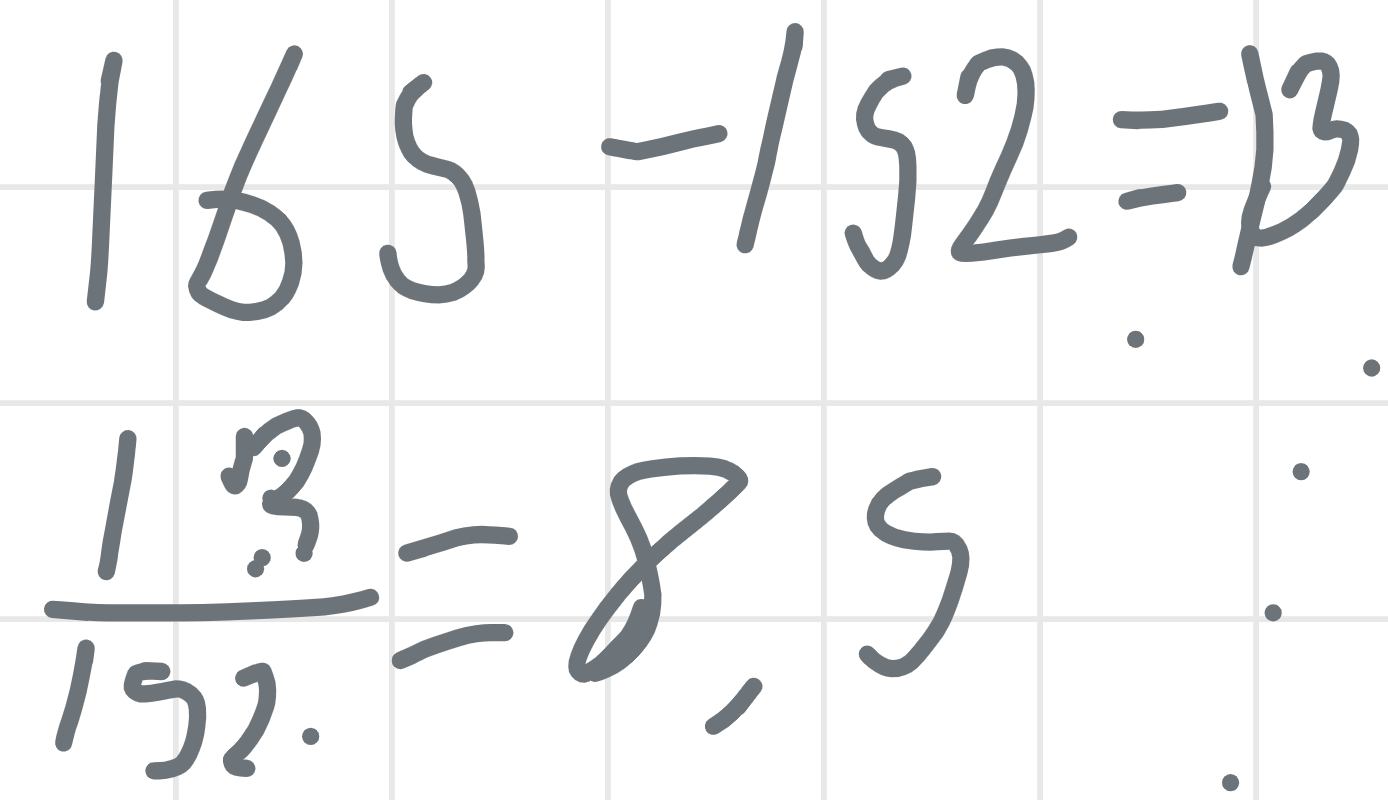 165 - 152 = 13
13/152 = 8,5